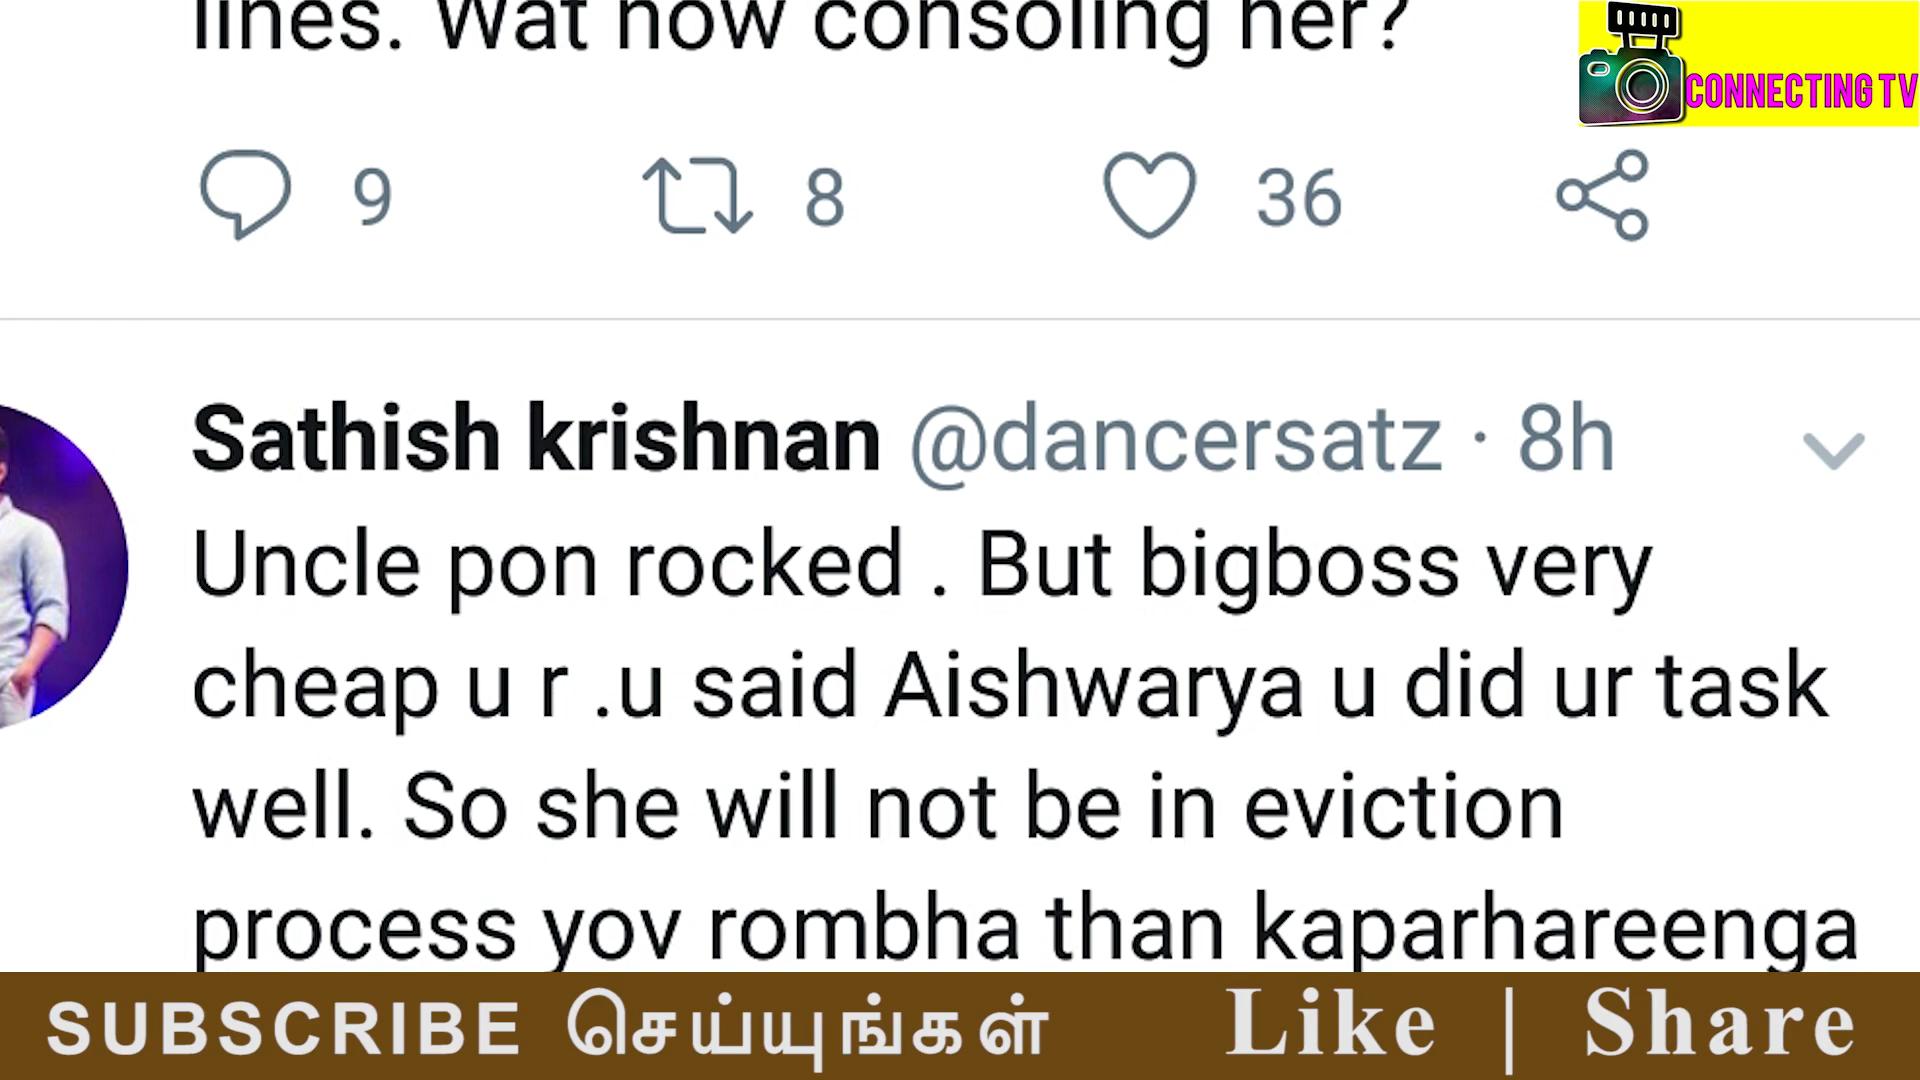 lines. Wat now consoling her?
CONNECTING TV
9 8 36
Sathish krishnan @dancersatz · 8h
Uncle pon rocked . But bigboss very
cheap u r .u said Aishwarya u did ur task
well. So she will not be in eviction
process yov rombha than kaparhareenga
SUBSCRIBE செய்யுங்கள் Like | Share